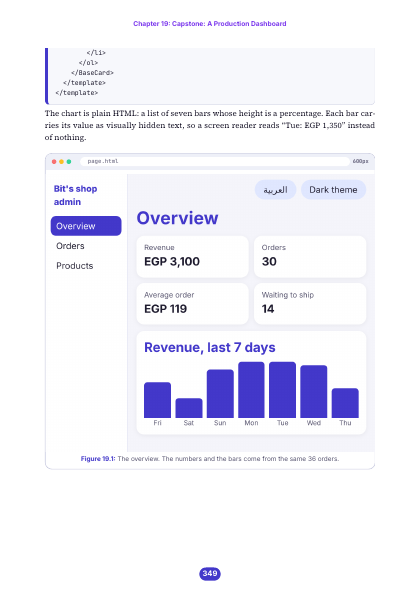 Chapter 19: Capstone: A Production Dashboard
</li>
</ol>
</BaseCard>
</template>
</template>
The chart is plain HTML: a list of seven bars whose height is a percentage. Each bar car-
ries its value as visually hidden text, so a screen reader reads “Tue: EGP 1,350” instead
of nothing.
page.html 600px
Bit's shop
admin
Overview
Orders
Products
العربية Dark theme
Overview
Revenue
EGP 3,100
Orders
30
Average order
EGP 119
Waiting to ship
14
Revenue, last 7 days
Fri Sat Sun Mon Tue Wed Thu
Figure 19.1: The overview. The numbers and the bars come from the same 36 orders.
349